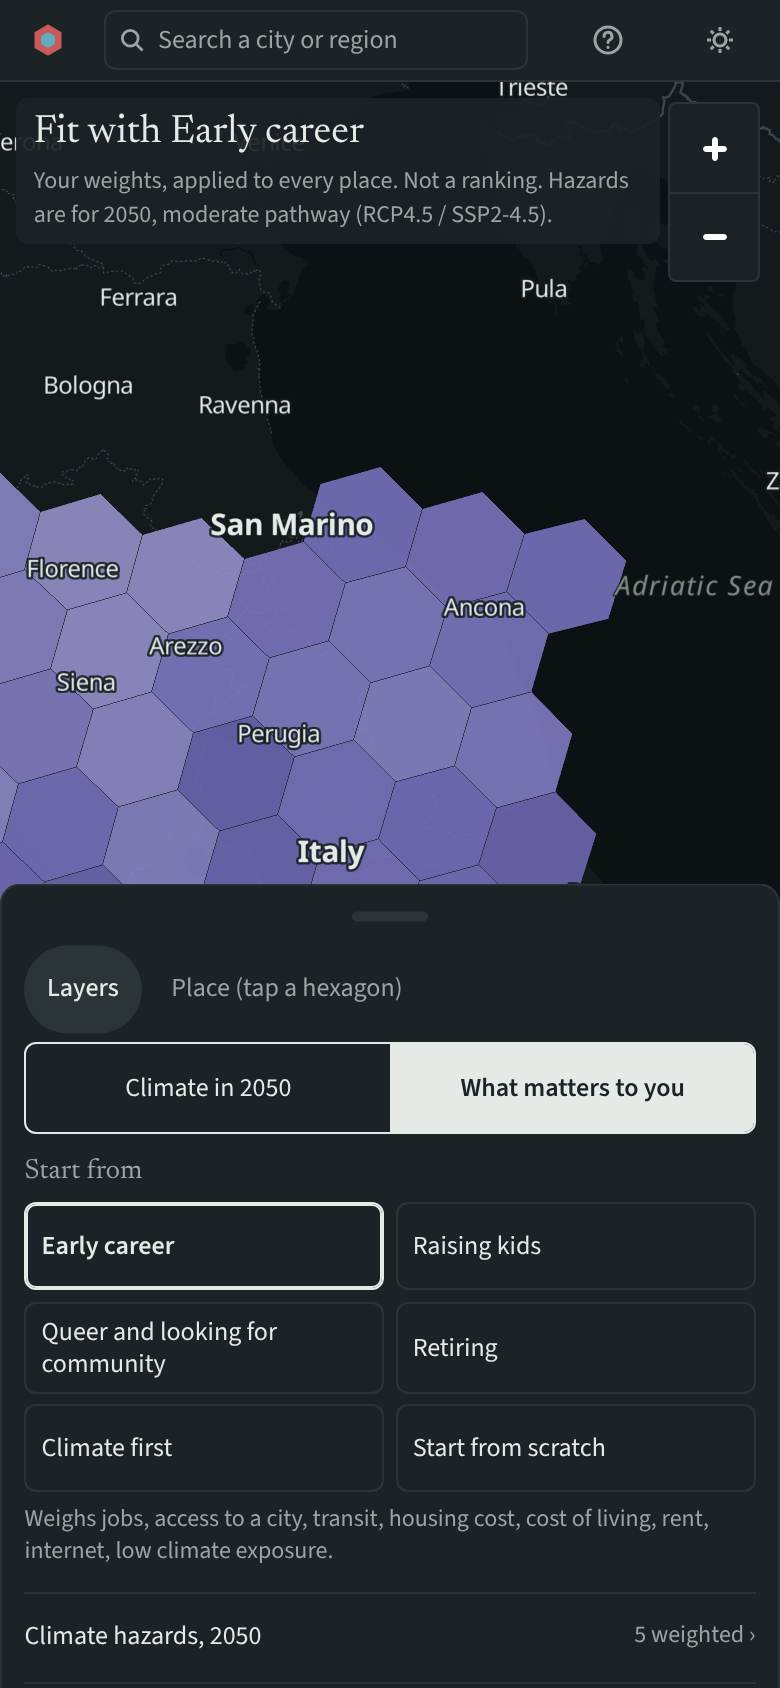 Search a city or region
Trieste
Fit with Early career
Your weights, applied to every place. Not a ranking. Hazards
are for 2050, moderate pathway (RCP4.5 / SSP2-4.5).
+
−
Ferrara
Pula
Bologna
Ravenna
Z
San Marino
Florence
Adriatic Sea
Ancona
Arezzo
Siena
Perugia
Italy
Layers
Place (tap a hexagon)
Climate in 2050
What matters to you
Start from
Early career
Raising kids
Queer and looking for
community
Retiring
Climate first
Start from scratch
Weighs jobs, access to a city, transit, housing cost, cost of living, rent,
internet, low climate exposure.
Climate hazards, 2050
5 weighted ›